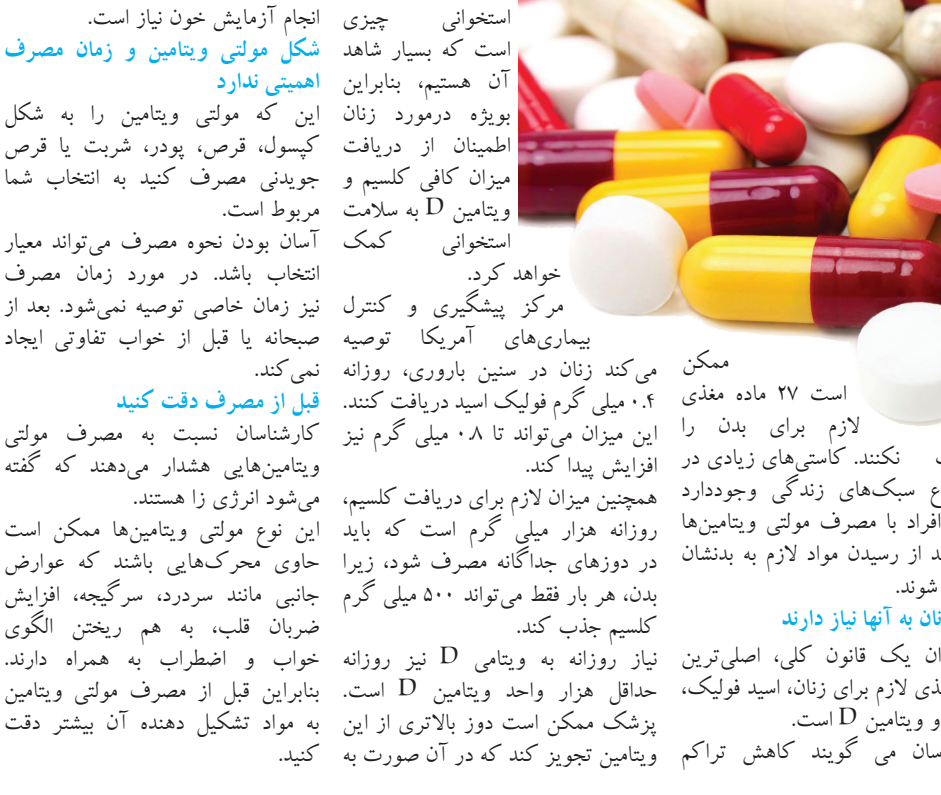 ممکن
است ۲۷ ماده مغذی
لازم برای بدن را
نکنند. کاستی‌های زیادی در
سبک‌های زندگی وجوددارد
افراد با مصرف مولتی ویتامین‌ها
از رسیدن مواد لازم به بدنشان
شوند.
به آنها نیاز دارند
یک قانون کلی، اصلی‌ترین
لازم برای زنان، اسید فولیک،
و ویتامین D است.
می گویند کاهش تراکم
استخوانی چیزی
است که بسیار شاهد
آن هستیم، بنابراین
بویژه درمورد زنان
اطمینان از دریافت
میزان کافی کلسیم و
ویتامین D به سلامت
استخوانی کمک
خواهد کرد.
مرکز پیشگیری و کنترل
بیماری‌های آمریکا توصیه
می‌کند زنان در سنین باروری، روزانه
۰.۴ میلی گرم فولیک اسید دریافت کنند.
این میزان می‌تواند تا ۰.۸ میلی گرم نیز
افزایش پیدا کند.
همچنین میزان لازم برای دریافت کلسیم،
روزانه هزار میلی گرم است که باید
در دوزهای جداگانه مصرف شود، زیرا
بدن، هر بار فقط می‌تواند ۵۰۰ میلی گرم
کلسیم جذب کند.
نیاز روزانه به ویتامی D نیز روزانه
حداقل هزار واحد ویتامین D است.
پزشک ممکن است دوز بالاتری از این
ویتامین تجویز کند که در آن صورت به
انجام آزمایش خون نیاز است.
شکل مولتی ویتامین و زمان مصرف
اهمیتی ندارد
این که مولتی ویتامین را به شکل
کپسول، قرص، پودر، شربت یا قرص
جویدنی مصرف کنید به انتخاب شما
مربوط است.
آسان بودن نحوه مصرف می‌تواند معیار
انتخاب باشد. در مورد زمان مصرف
نیز زمان خاصی توصیه نمی‌شود. بعد از
صبحانه یا قبل از خواب تفاوتی ایجاد
نمی‌کند.
قبل از مصرف دقت کنید
کارشناسان نسبت به مصرف مولتی
ویتامین‌هایی هشدار می‌دهند که گفته
می‌شود انرژی زا هستند.
این نوع مولتی ویتامین‌ها ممکن است
حاوی محرک‌هایی باشند که عوارض
جانبی مانند سردرد، سرگیجه، افزایش
ضربان قلب، به هم ریختن الگوی
خواب و اضطراب به همراه دارند.
بنابراین قبل از مصرف مولتی ویتامین
به مواد تشکیل دهنده آن بیشتر دقت
کنید.